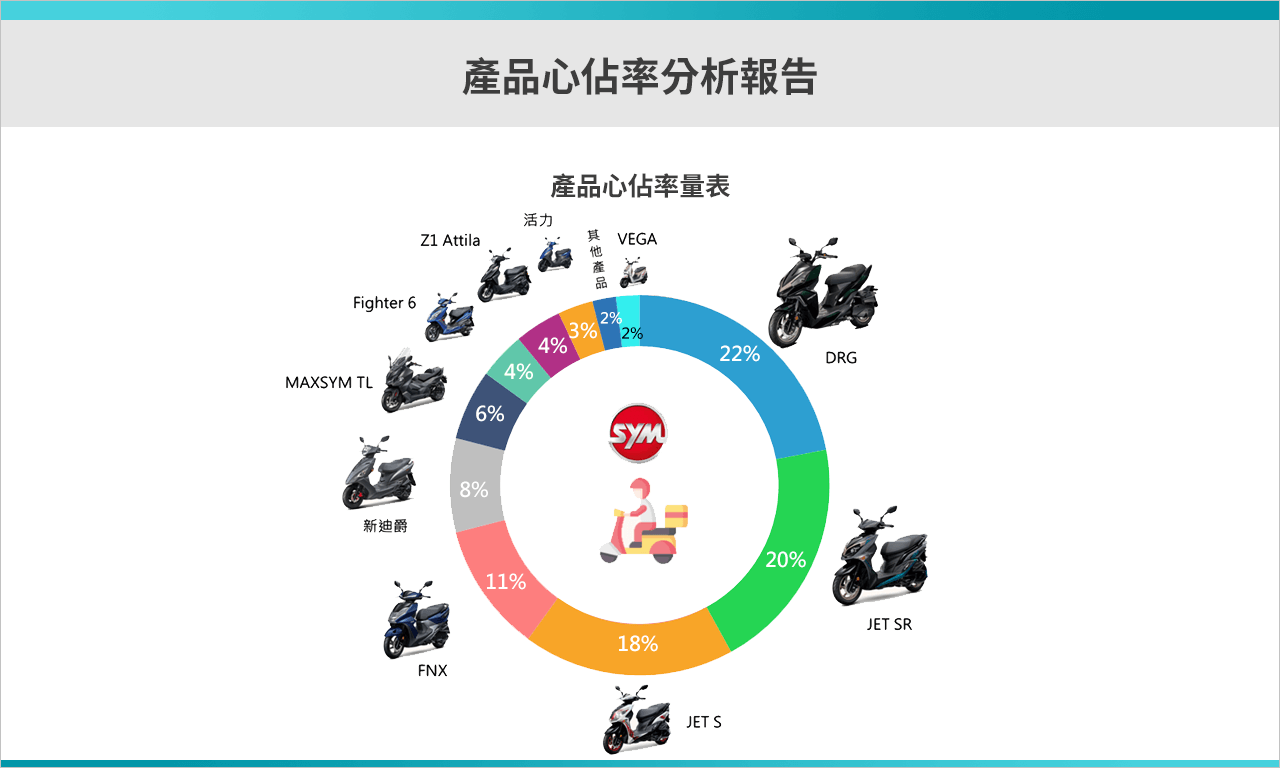 產品心佔率分析報告
產品心佔率量表
活力
Z1 Attila
其他產品
VEGA
Fighter 6
2%
3%
2%
4%
22%
DRG
4%
MAXSYM TL
6%
SYM
8%
新迪爵
20%
11%
JET SR
18%
FNX
JET S